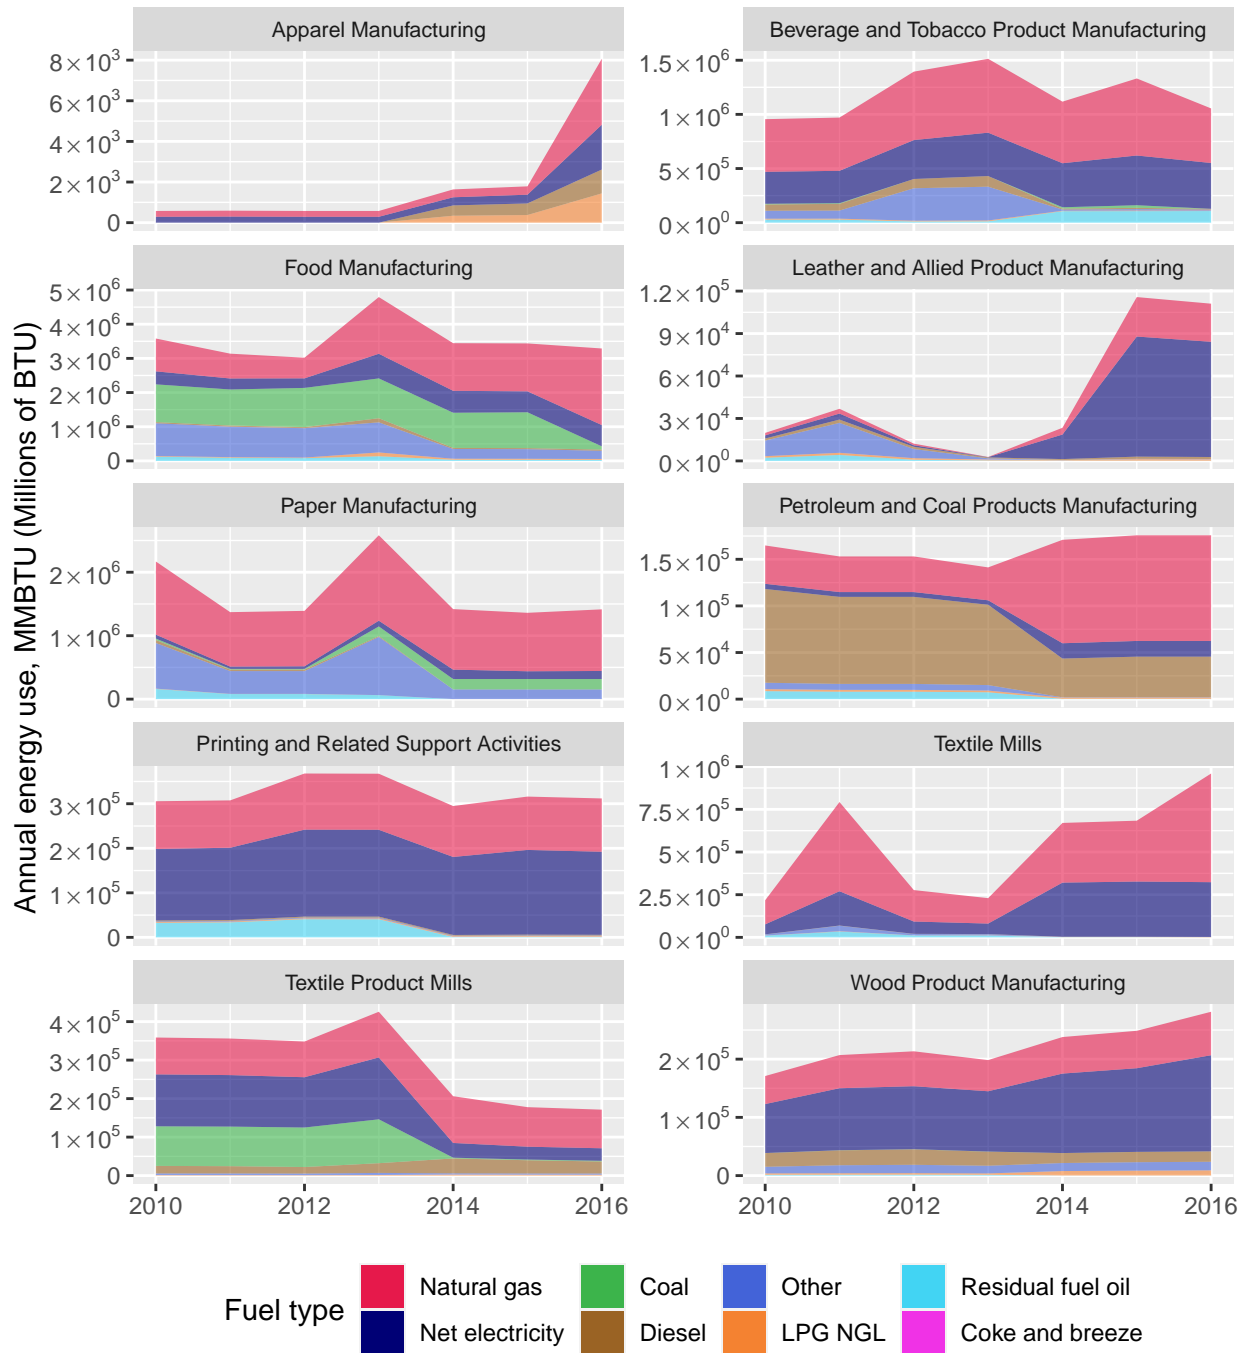 Annual energy use, MMBTU (Millions of BTU)
Apparel Manufacturing
8×10³
6×10³
4×10³
2×10³
0
Beverage and Tobacco Product Manufacturing
1.5×10⁶
1×10⁶
5×10⁵
0×10⁰
Food Manufacturing
5×10⁶
4×10⁶
3×10⁶
2×10⁶
1×10⁶
0
Leather and Allied Product Manufacturing
1.2×10⁵
9×10⁴
6×10⁴
3×10⁴
0×10⁰
Paper Manufacturing
2×10⁶
1×10⁶
0
Petroleum and Coal Products Manufacturing
1.5×10⁵
1×10⁵
5×10⁴
0×10⁰
Printing and Related Support Activities
3×10⁵
2×10⁵
1×10⁵
0
Textile Mills
1×10⁶
7.5×10⁵
5×10⁵
2.5×10⁵
0×10⁰
Textile Product Mills
4×10⁵
3×10⁵
2×10⁵
1×10⁵
0
2010 2012 2014 2016
Wood Product Manufacturing
2×10⁵
1×10⁵
0
2010 2012 2014 2016
Fuel type
Natural gas Coal Other Residual fuel oil
Net electricity Diesel LPG NGL Coke and breeze